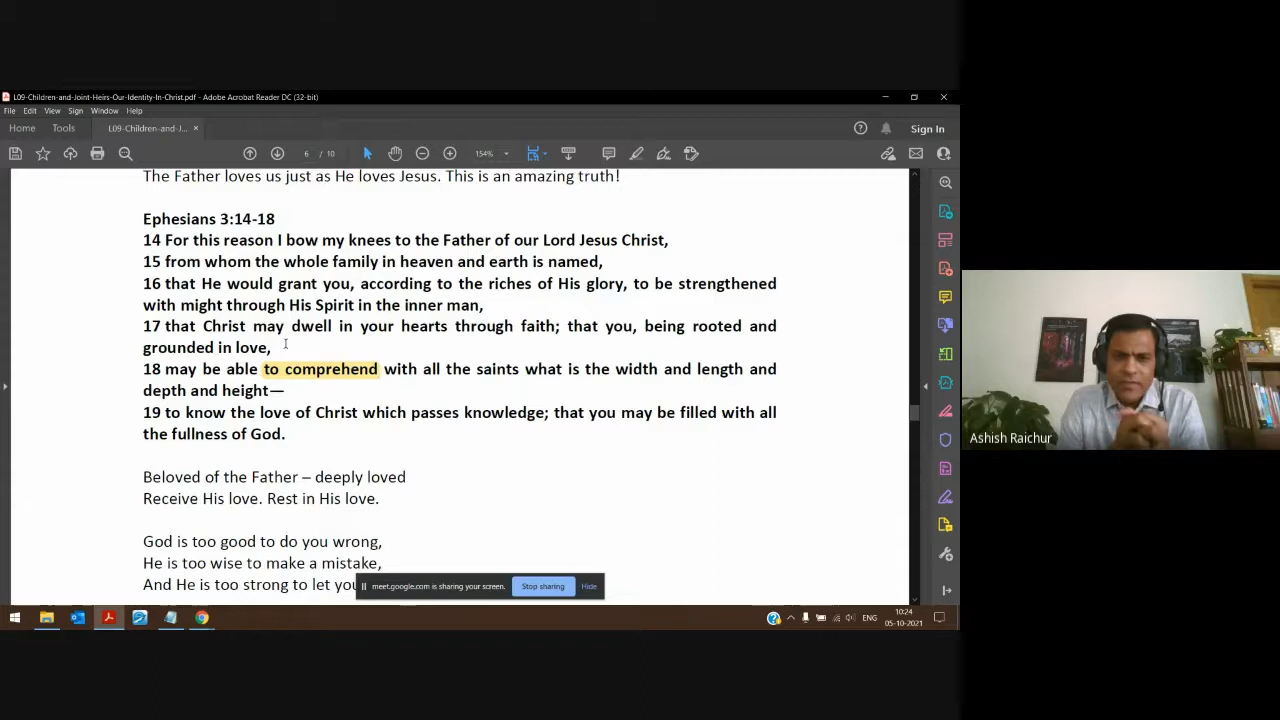 L09-Children-and-Joint-Heirs-Our-Identity-In-Christ.pdf - Adobe Acrobat Reader DC (32-bit)
File Edit View Sign Window Help
Home Tools L09-Children-and-J... × Sign In
6 / 10 154%
The Father loves us just as He loves Jesus. This is an amazing truth!
Ephesians 3:14-18
14 For this reason I bow my knees to the Father of our Lord Jesus Christ,
15 from whom the whole family in heaven and earth is named,
16 that He would grant you, according to the riches of His glory, to be strengthened
with might through His Spirit in the inner man,
17 that Christ may dwell in your hearts through faith; that you, being rooted and
grounded in love,
18 may be able to comprehend with all the saints what is the width and length and
depth and height—
19 to know the love of Christ which passes knowledge; that you may be filled with all
the fullness of God.
Beloved of the Father – deeply loved
Receive His love. Rest in His love.
God is too good to do you wrong,
He is too wise to make a mistake,
And He is too strong to let you
meet.google.com is sharing your screen. Stop sharing Hide
ENG
10:24
05-10-2021
Ashish Raichur